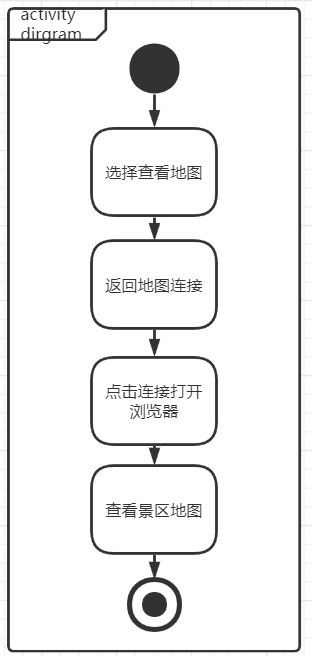 activity
dirgram
选择查看地图
返回地图连接
点击连接打开
浏览器
查看景区地图